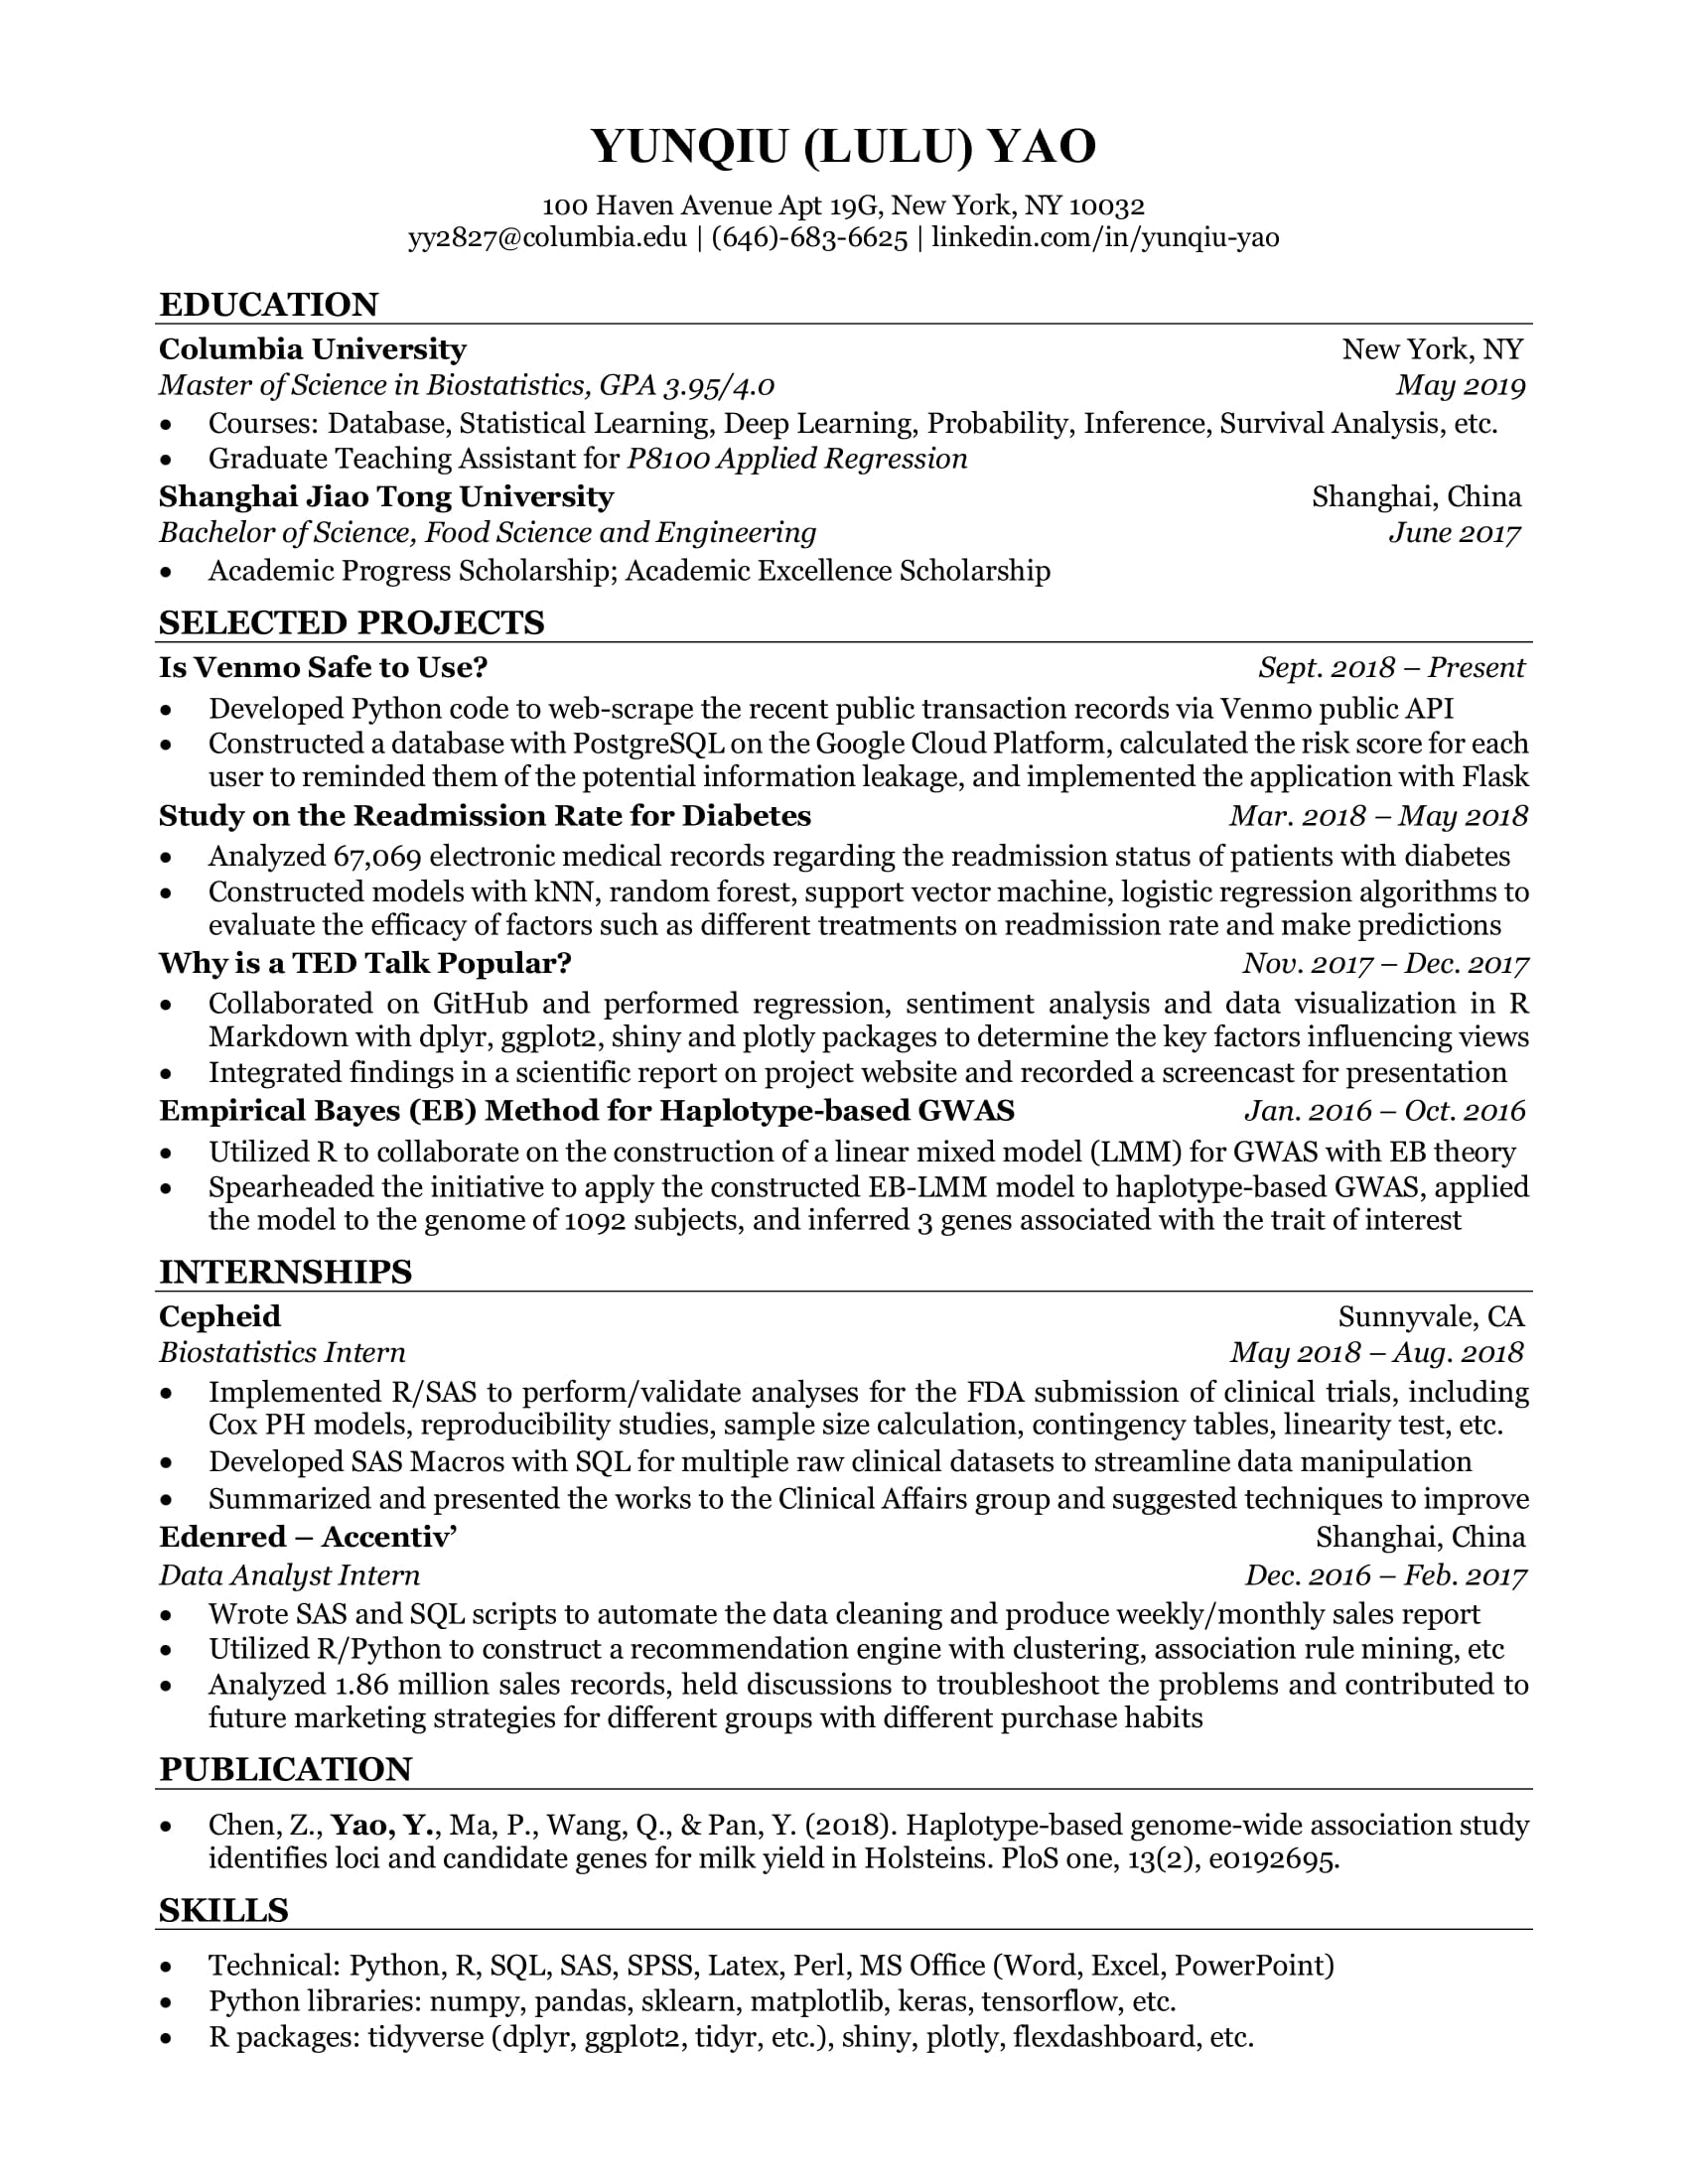 YUNQIU (LULU) YAO
100 Haven Avenue Apt 19G, New York, NY 10032
yy2827@columbia.edu | (646)-683-6625 | linkedin.com/in/yunqiu-yao
EDUCATION
Columbia University New York, NY
Master of Science in Biostatistics, GPA 3.95/4.0 May 2019
• Courses: Database, Statistical Learning, Deep Learning, Probability, Inference, Survival Analysis, etc.
• Graduate Teaching Assistant for P8100 Applied Regression
Shanghai Jiao Tong University Shanghai, China
Bachelor of Science, Food Science and Engineering June 2017
• Academic Progress Scholarship; Academic Excellence Scholarship
SELECTED PROJECTS
Is Venmo Safe to Use? Sept. 2018 – Present
• Developed Python code to web-scrape the recent public transaction records via Venmo public API
• Constructed a database with PostgreSQL on the Google Cloud Platform, calculated the risk score for each
user to reminded them of the potential information leakage, and implemented the application with Flask
Study on the Readmission Rate for Diabetes Mar. 2018 – May 2018
• Analyzed 67,069 electronic medical records regarding the readmission status of patients with diabetes
• Constructed models with kNN, random forest, support vector machine, logistic regression algorithms to
evaluate the efficacy of factors such as different treatments on readmission rate and make predictions
Why is a TED Talk Popular? Nov. 2017 – Dec. 2017
• Collaborated on GitHub and performed regression, sentiment analysis and data visualization in R
Markdown with dplyr, ggplot2, shiny and plotly packages to determine the key factors influencing views
• Integrated findings in a scientific report on project website and recorded a screencast for presentation
Empirical Bayes (EB) Method for Haplotype-based GWAS Jan. 2016 – Oct. 2016
• Utilized R to collaborate on the construction of a linear mixed model (LMM) for GWAS with EB theory
• Spearheaded the initiative to apply the constructed EB-LMM model to haplotype-based GWAS, applied
the model to the genome of 1092 subjects, and inferred 3 genes associated with the trait of interest
INTERNSHIPS
Cepheid Sunnyvale, CA
Biostatistics Intern May 2018 – Aug. 2018
• Implemented R/SAS to perform/validate analyses for the FDA submission of clinical trials, including
Cox PH models, reproducibility studies, sample size calculation, contingency tables, linearity test, etc.
• Developed SAS Macros with SQL for multiple raw clinical datasets to streamline data manipulation
• Summarized and presented the works to the Clinical Affairs group and suggested techniques to improve
Edenred – Accentiv’ Shanghai, China
Data Analyst Intern Dec. 2016 – Feb. 2017
• Wrote SAS and SQL scripts to automate the data cleaning and produce weekly/monthly sales report
• Utilized R/Python to construct a recommendation engine with clustering, association rule mining, etc
• Analyzed 1.86 million sales records, held discussions to troubleshoot the problems and contributed to
future marketing strategies for different groups with different purchase habits
PUBLICATION
• Chen, Z., Yao, Y., Ma, P., Wang, Q., & Pan, Y. (2018). Haplotype-based genome-wide association study
identifies loci and candidate genes for milk yield in Holsteins. PloS one, 13(2), e0192695.
SKILLS
• Technical: Python, R, SQL, SAS, SPSS, Latex, Perl, MS Office (Word, Excel, PowerPoint)
• Python libraries: numpy, pandas, sklearn, matplotlib, keras, tensorflow, etc.
• R packages: tidyverse (dplyr, ggplot2, tidyr, etc.), shiny, plotly, flexdashboard, etc.